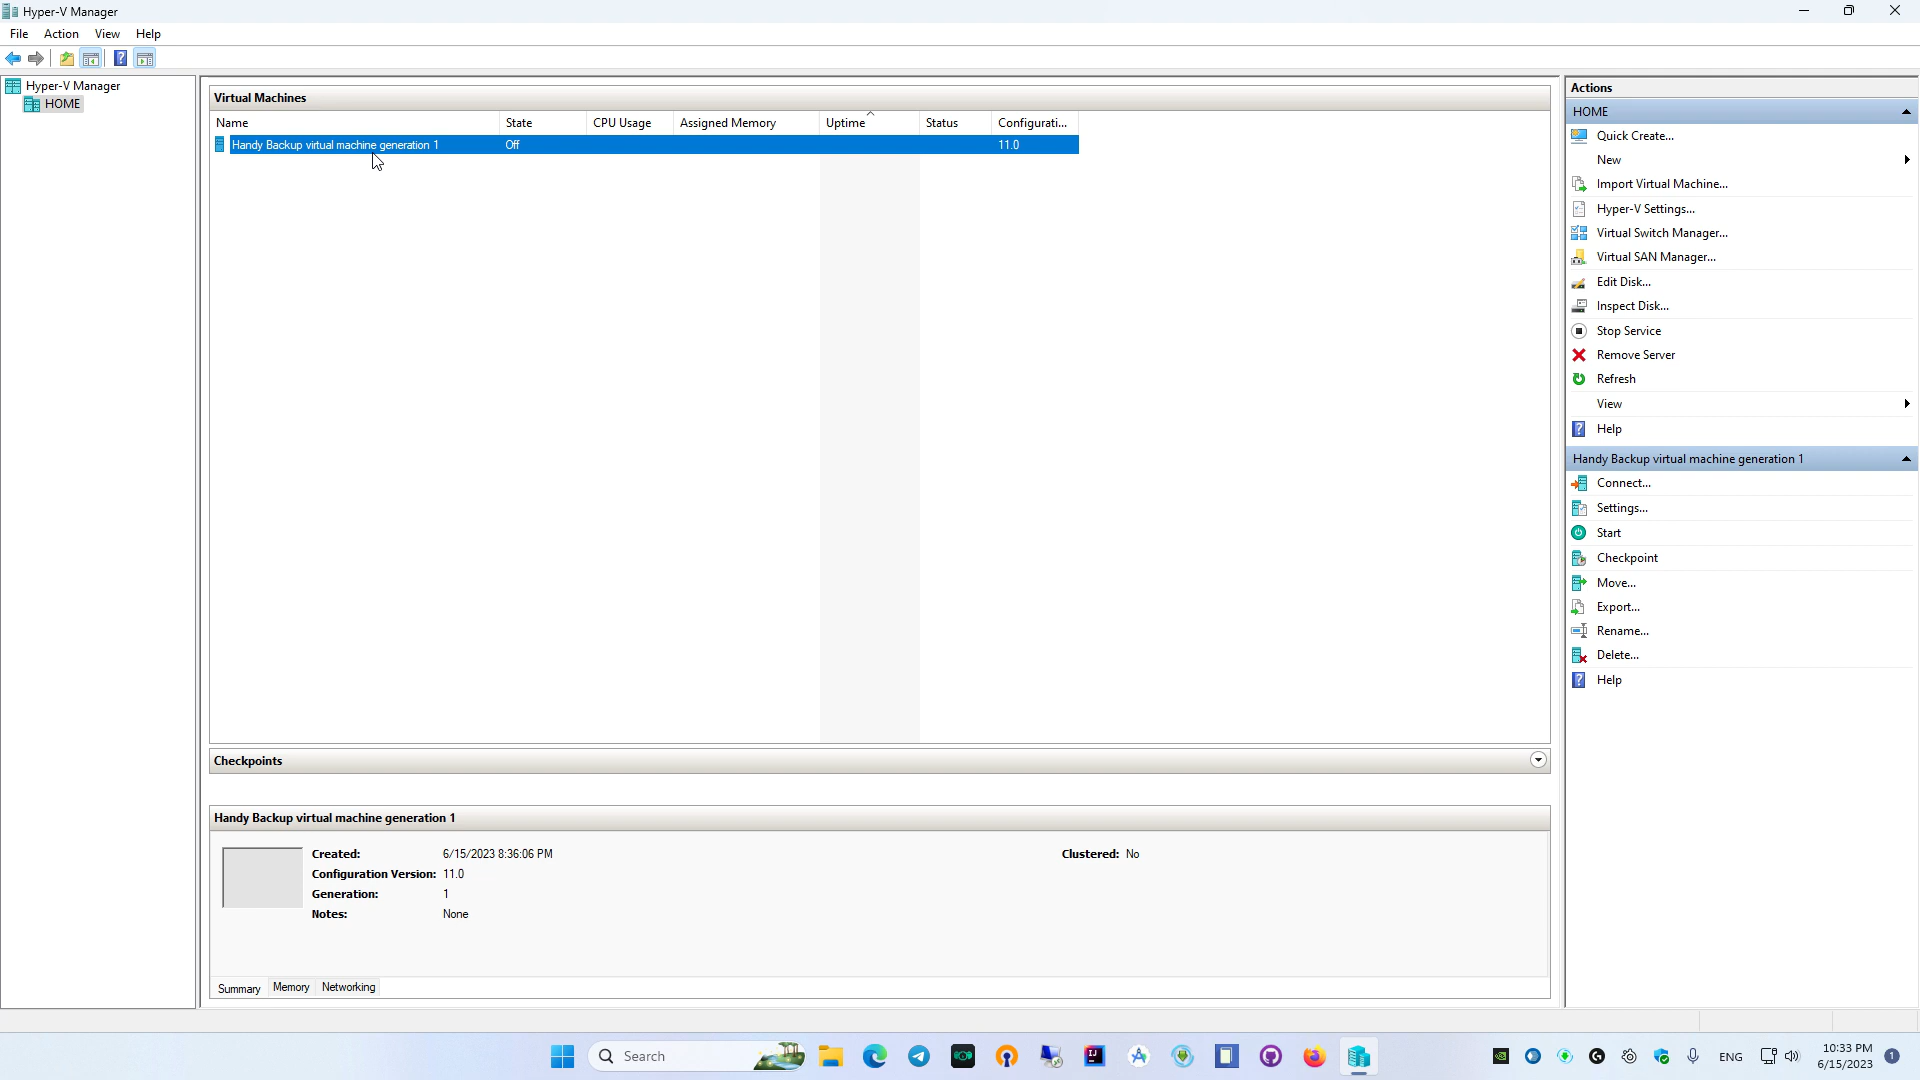 Hyper-V Manager
File Action View Help
Hyper-V Manager
HOME
Virtual Machines
Name State CPU Usage Assigned Memory Uptime Status Configurati...
Handy Backup virtual machine generation 1 Off 11.0
Checkpoints
Handy Backup virtual machine generation 1
Created: 6/15/2023 8:36:06 PM Clustered: No
Configuration Version: 11.0
Generation: 1
Notes: None
Summary Memory Networking
Actions
HOME
Quick Create...
New
Import Virtual Machine...
Hyper-V Settings...
Virtual Switch Manager...
Virtual SAN Manager...
Edit Disk...
Inspect Disk...
Stop Service
Remove Server
Refresh
View
Help
Handy Backup virtual machine generation 1
Connect...
Settings...
Start
Checkpoint
Move...
Export...
Rename...
Delete...
Help
Search
ENG
10:33 PM
6/15/2023
1